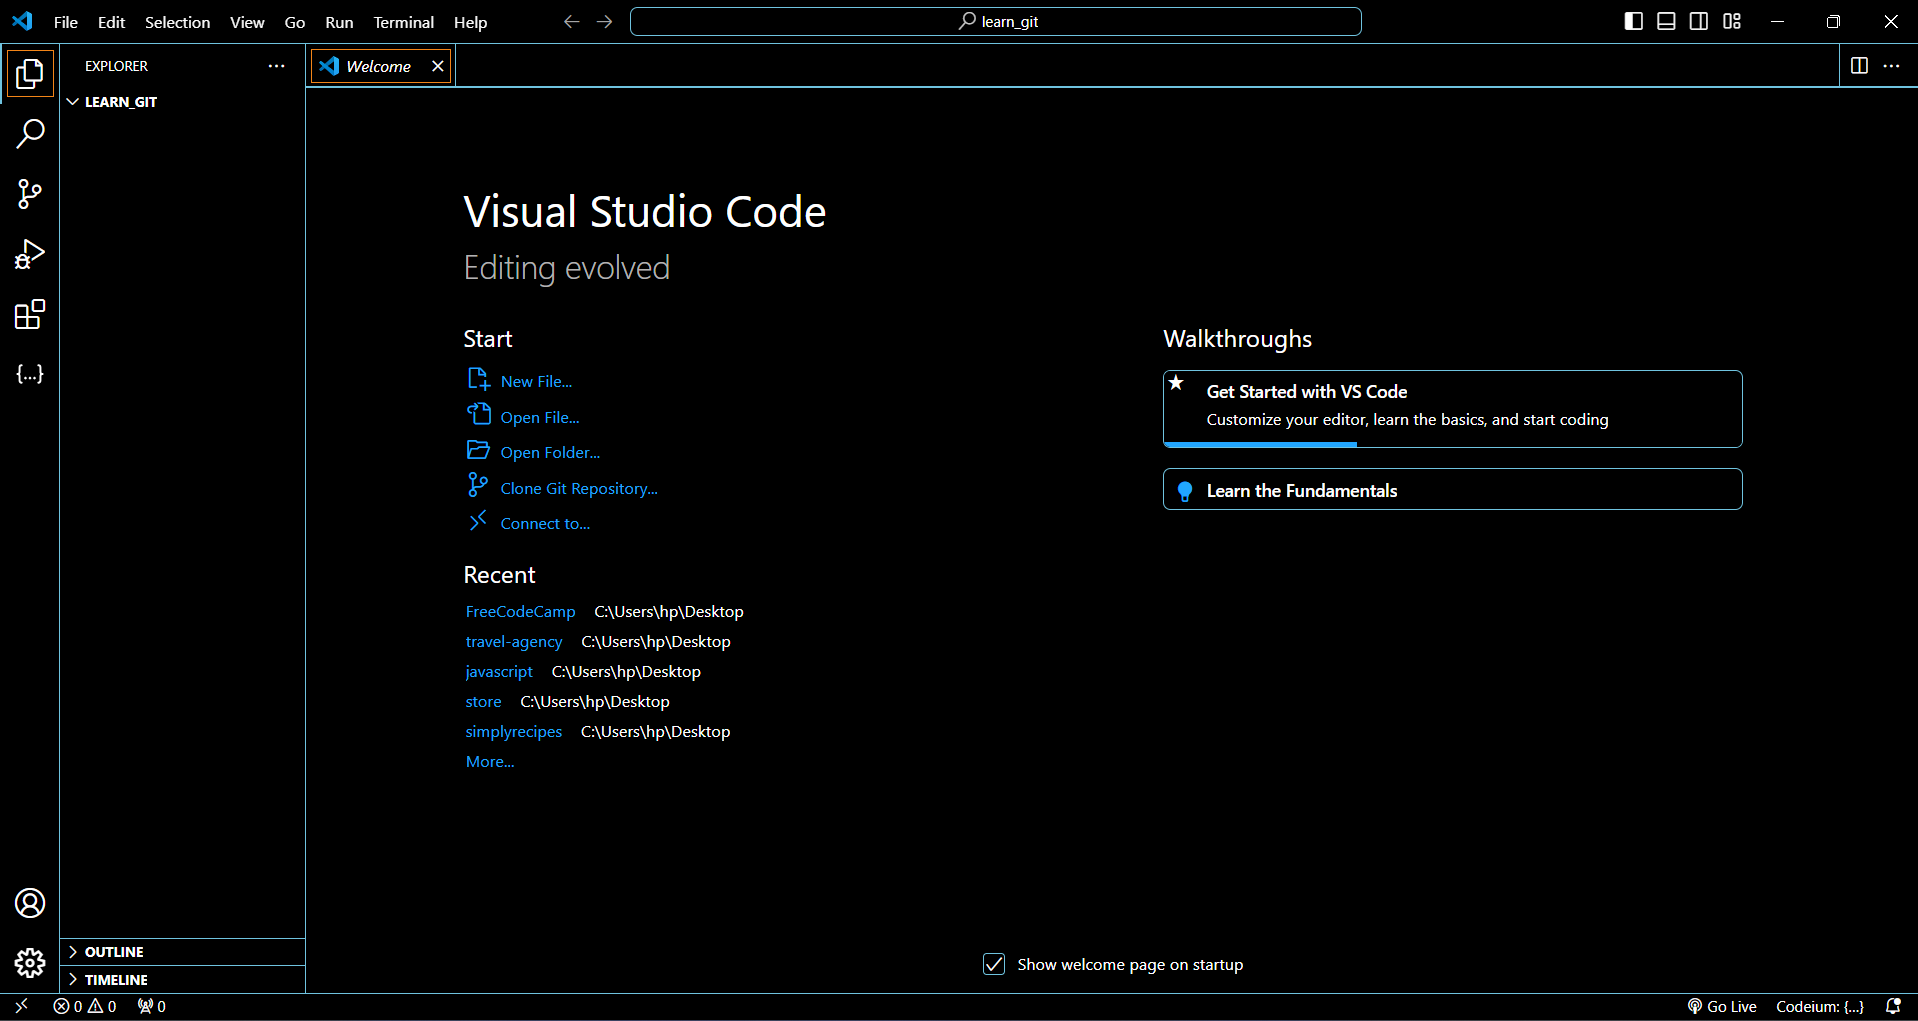 File Edit Selection View Go Run Terminal Help
learn_git
EXPLORER
LEARN_GIT
Welcome
Visual Studio Code
Editing evolved
Start
New File...
Open File...
Open Folder...
Clone Git Repository...
Connect to...
Recent
FreeCodeCamp C:\Users\hp\Desktop
travel-agency C:\Users\hp\Desktop
javascript C:\Users\hp\Desktop
store C:\Users\hp\Desktop
simplyrecipes C:\Users\hp\Desktop
More...
Walkthroughs
Get Started with VS Code
Customize your editor, learn the basics, and start coding
Learn the Fundamentals
Show welcome page on startup
OUTLINE
TIMELINE
0 0 0
Go Live Codeium: {...}